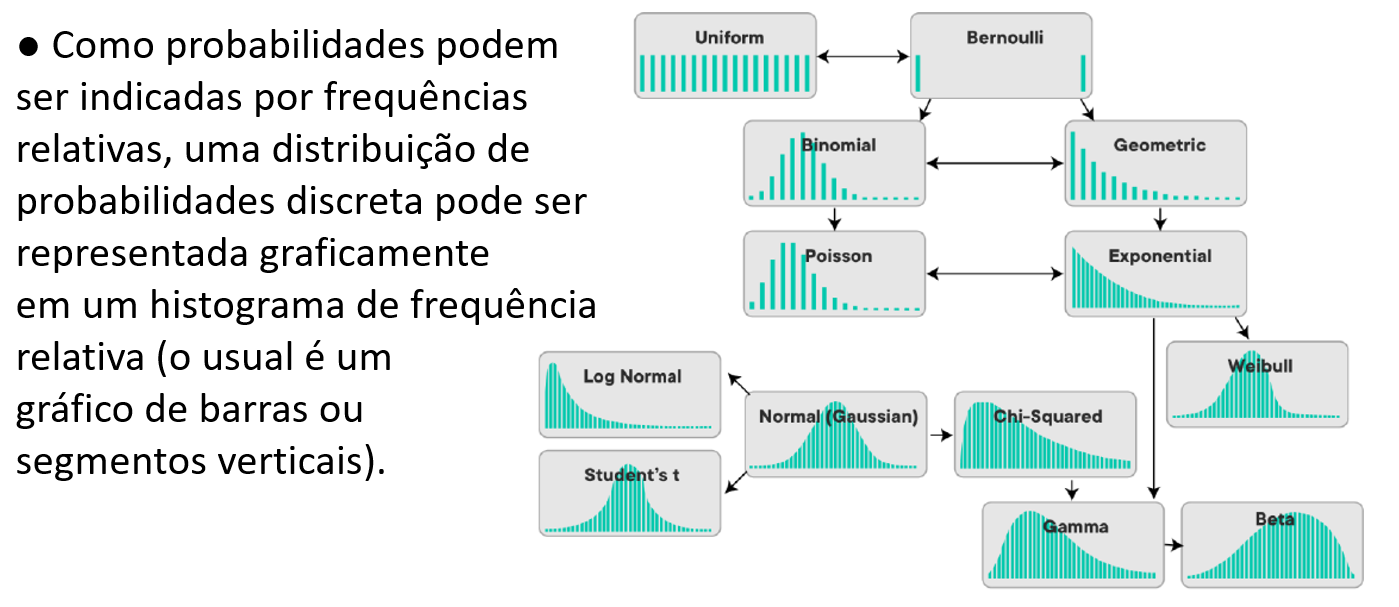 ● Como probabilidades podem
ser indicadas por frequências
relativas, uma distribuição de
probabilidades discreta pode ser
representada graficamente
em um histograma de frequência
relativa (o usual é um
gráfico de barras ou
segmentos verticais).
Uniform
Bernoulli
Binomial
Geometric
Poisson
Exponential
Weibull
Log Normal
Normal (Gaussian)
Chi-Squared
Student's t
Gamma
Beta